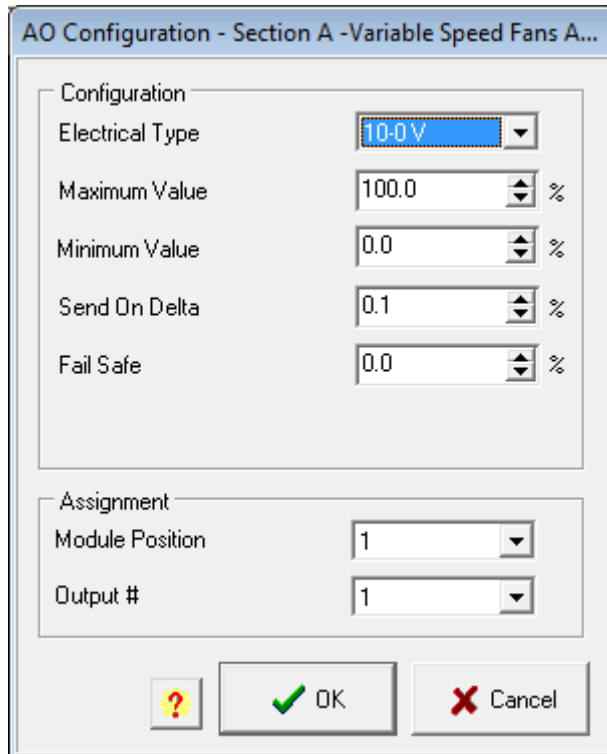 AO Configuration - Section A -Variable Speed Fans A...
Configuration
Electrical Type 10-0 V
Maximum Value 100.0 %
Minimum Value 0.0 %
Send On Delta 0.1 %
Fail Safe 0.0 %
Assignment
Module Position 1
Output # 1
? OK Cancel